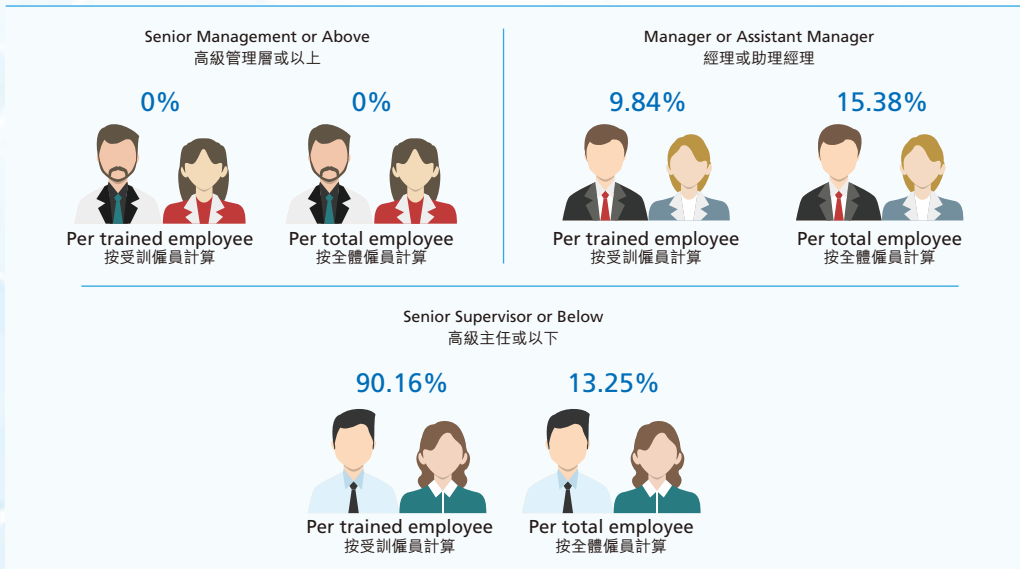 Senior Management or Above
高級管理層或以上
0%
Per trained employee
按受訓僱員計算
0%
Per total employee
按全體僱員計算
Manager or Assistant Manager
經理或助理經理
9.84%
Per trained employee
按受訓僱員計算
15.38%
Per total employee
按全體僱員計算
Senior Supervisor or Below
高級主任或以下
90.16%
Per trained employee
按受訓僱員計算
13.25%
Per total employee
按全體僱員計算